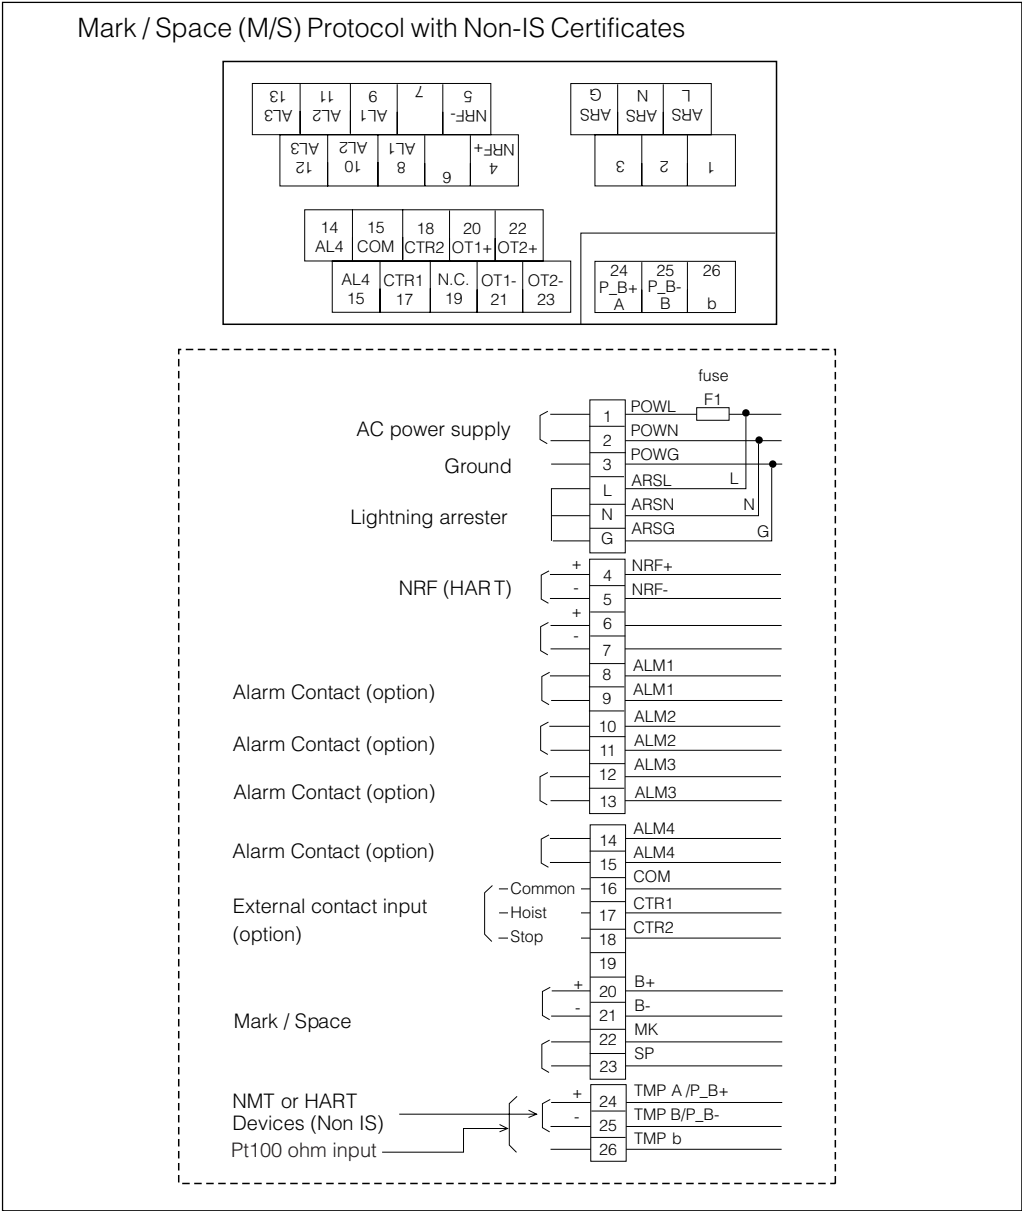 Mark / Space (M/S) Protocol with Non-IS Certificates
13 11 9 7 5
AL3 AL2 AL1 NRF-
G N L
ARS ARS ARS
AL3 AL2 AL1 NRF+
12 10 8 6 4
3 2 1
14 15 18 20 22
AL4 COM CTR2 OT1+ OT2+
AL4 CTR1 N.C. OT1- OT2-
15 17 19 21 23
24 25 26
P_B+ P_B-
A B b
fuse
F1
AC power supply
1 POWL
2 POWN
Ground
3 POWG
Lightning arrester
L ARSL L
N ARSN N
G ARSG G
NRF (HART)
+ 4 NRF+
- 5 NRF-
+ 6
- 7
Alarm Contact (option)
8 ALM1
9 ALM1
Alarm Contact (option)
10 ALM2
11 ALM2
Alarm Contact (option)
12 ALM3
13 ALM3
Alarm Contact (option)
14 ALM4
15 ALM4
External contact input
(option)
Common 16 COM
Hoist 17 CTR1
Stop 18 CTR2
19
Mark / Space
+ 20 B+
- 21 B-
22 MK
23 SP
NMT or HART
Devices (Non IS)
Pt100 ohm input
+ 24 TMP A /P_B+
- 25 TMP B/P_B-
26 TMP b